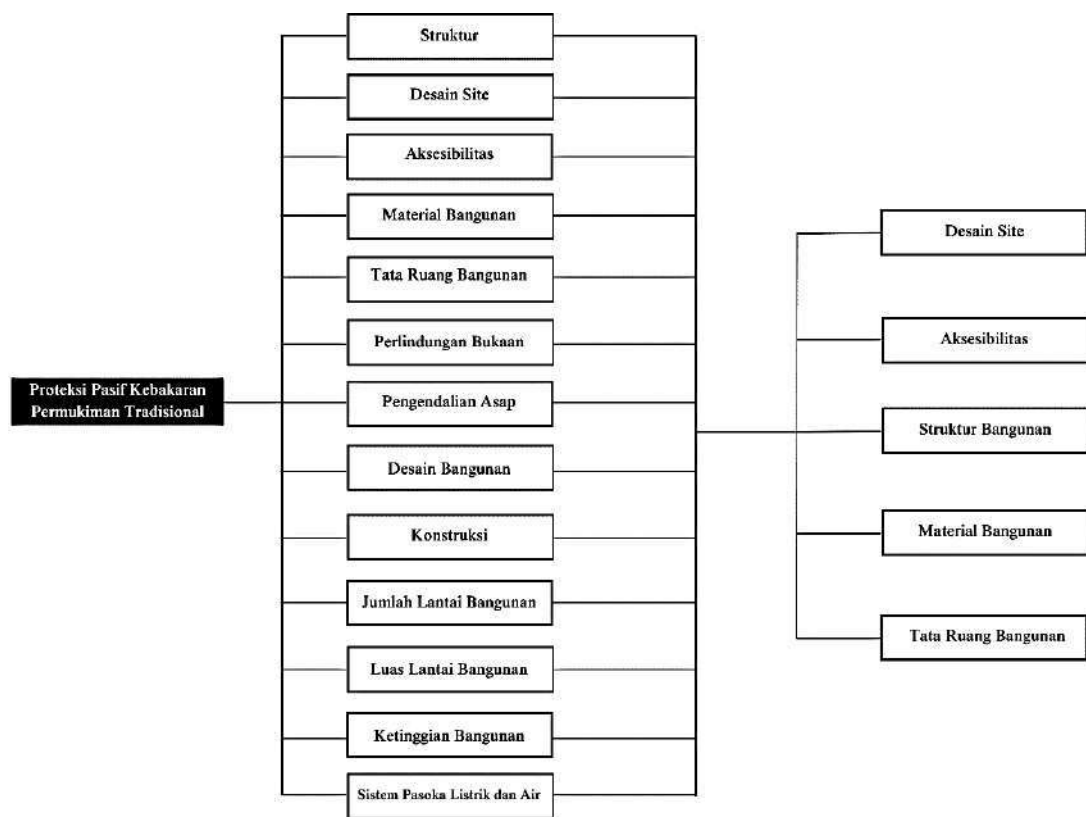 Proteksi Pasif Kebakaran
Permukiman Tradisional
Struktur
Desain Site
Aksesibilitas
Material Bangunan
Tata Ruang Bangunan
Perlindungan Bukaan
Pengendalian Asap
Desain Bangunan
Konstruksi
Jumlah Lantai Bangunan
Luas Lantai Bangunan
Ketinggian Bangunan
Sistem Pasoka Listrik dan Air
Desain Site
Aksesibilitas
Struktur Bangunan
Material Bangunan
Tata Ruang Bangunan